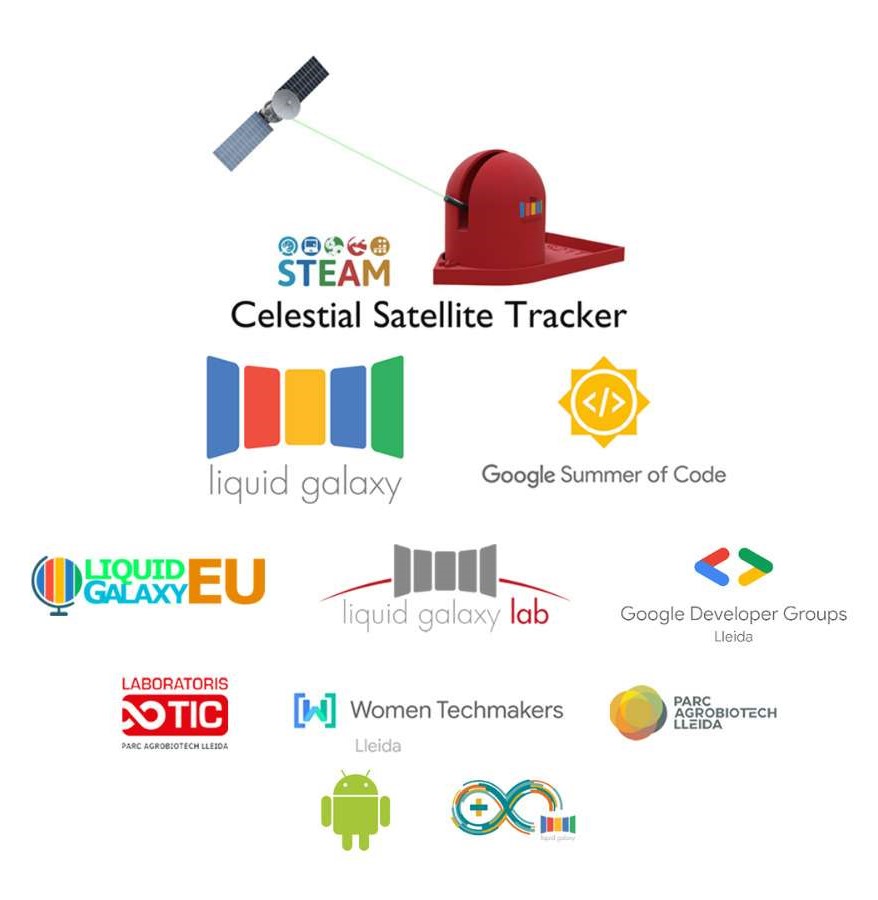 STEAM
Celestial Satellite Tracker
liquid galaxy
</>
Google Summer of Code
LIQUID
GALAXY EU
liquid galaxy lab
Google Developer Groups
Lleida
LABORATORIS
TIC
PARC AGROBIOTECH LLEIDA
Women Techmakers
Lleida
PARC
AGROBIOTECH
LLEIDA
liquid galaxy